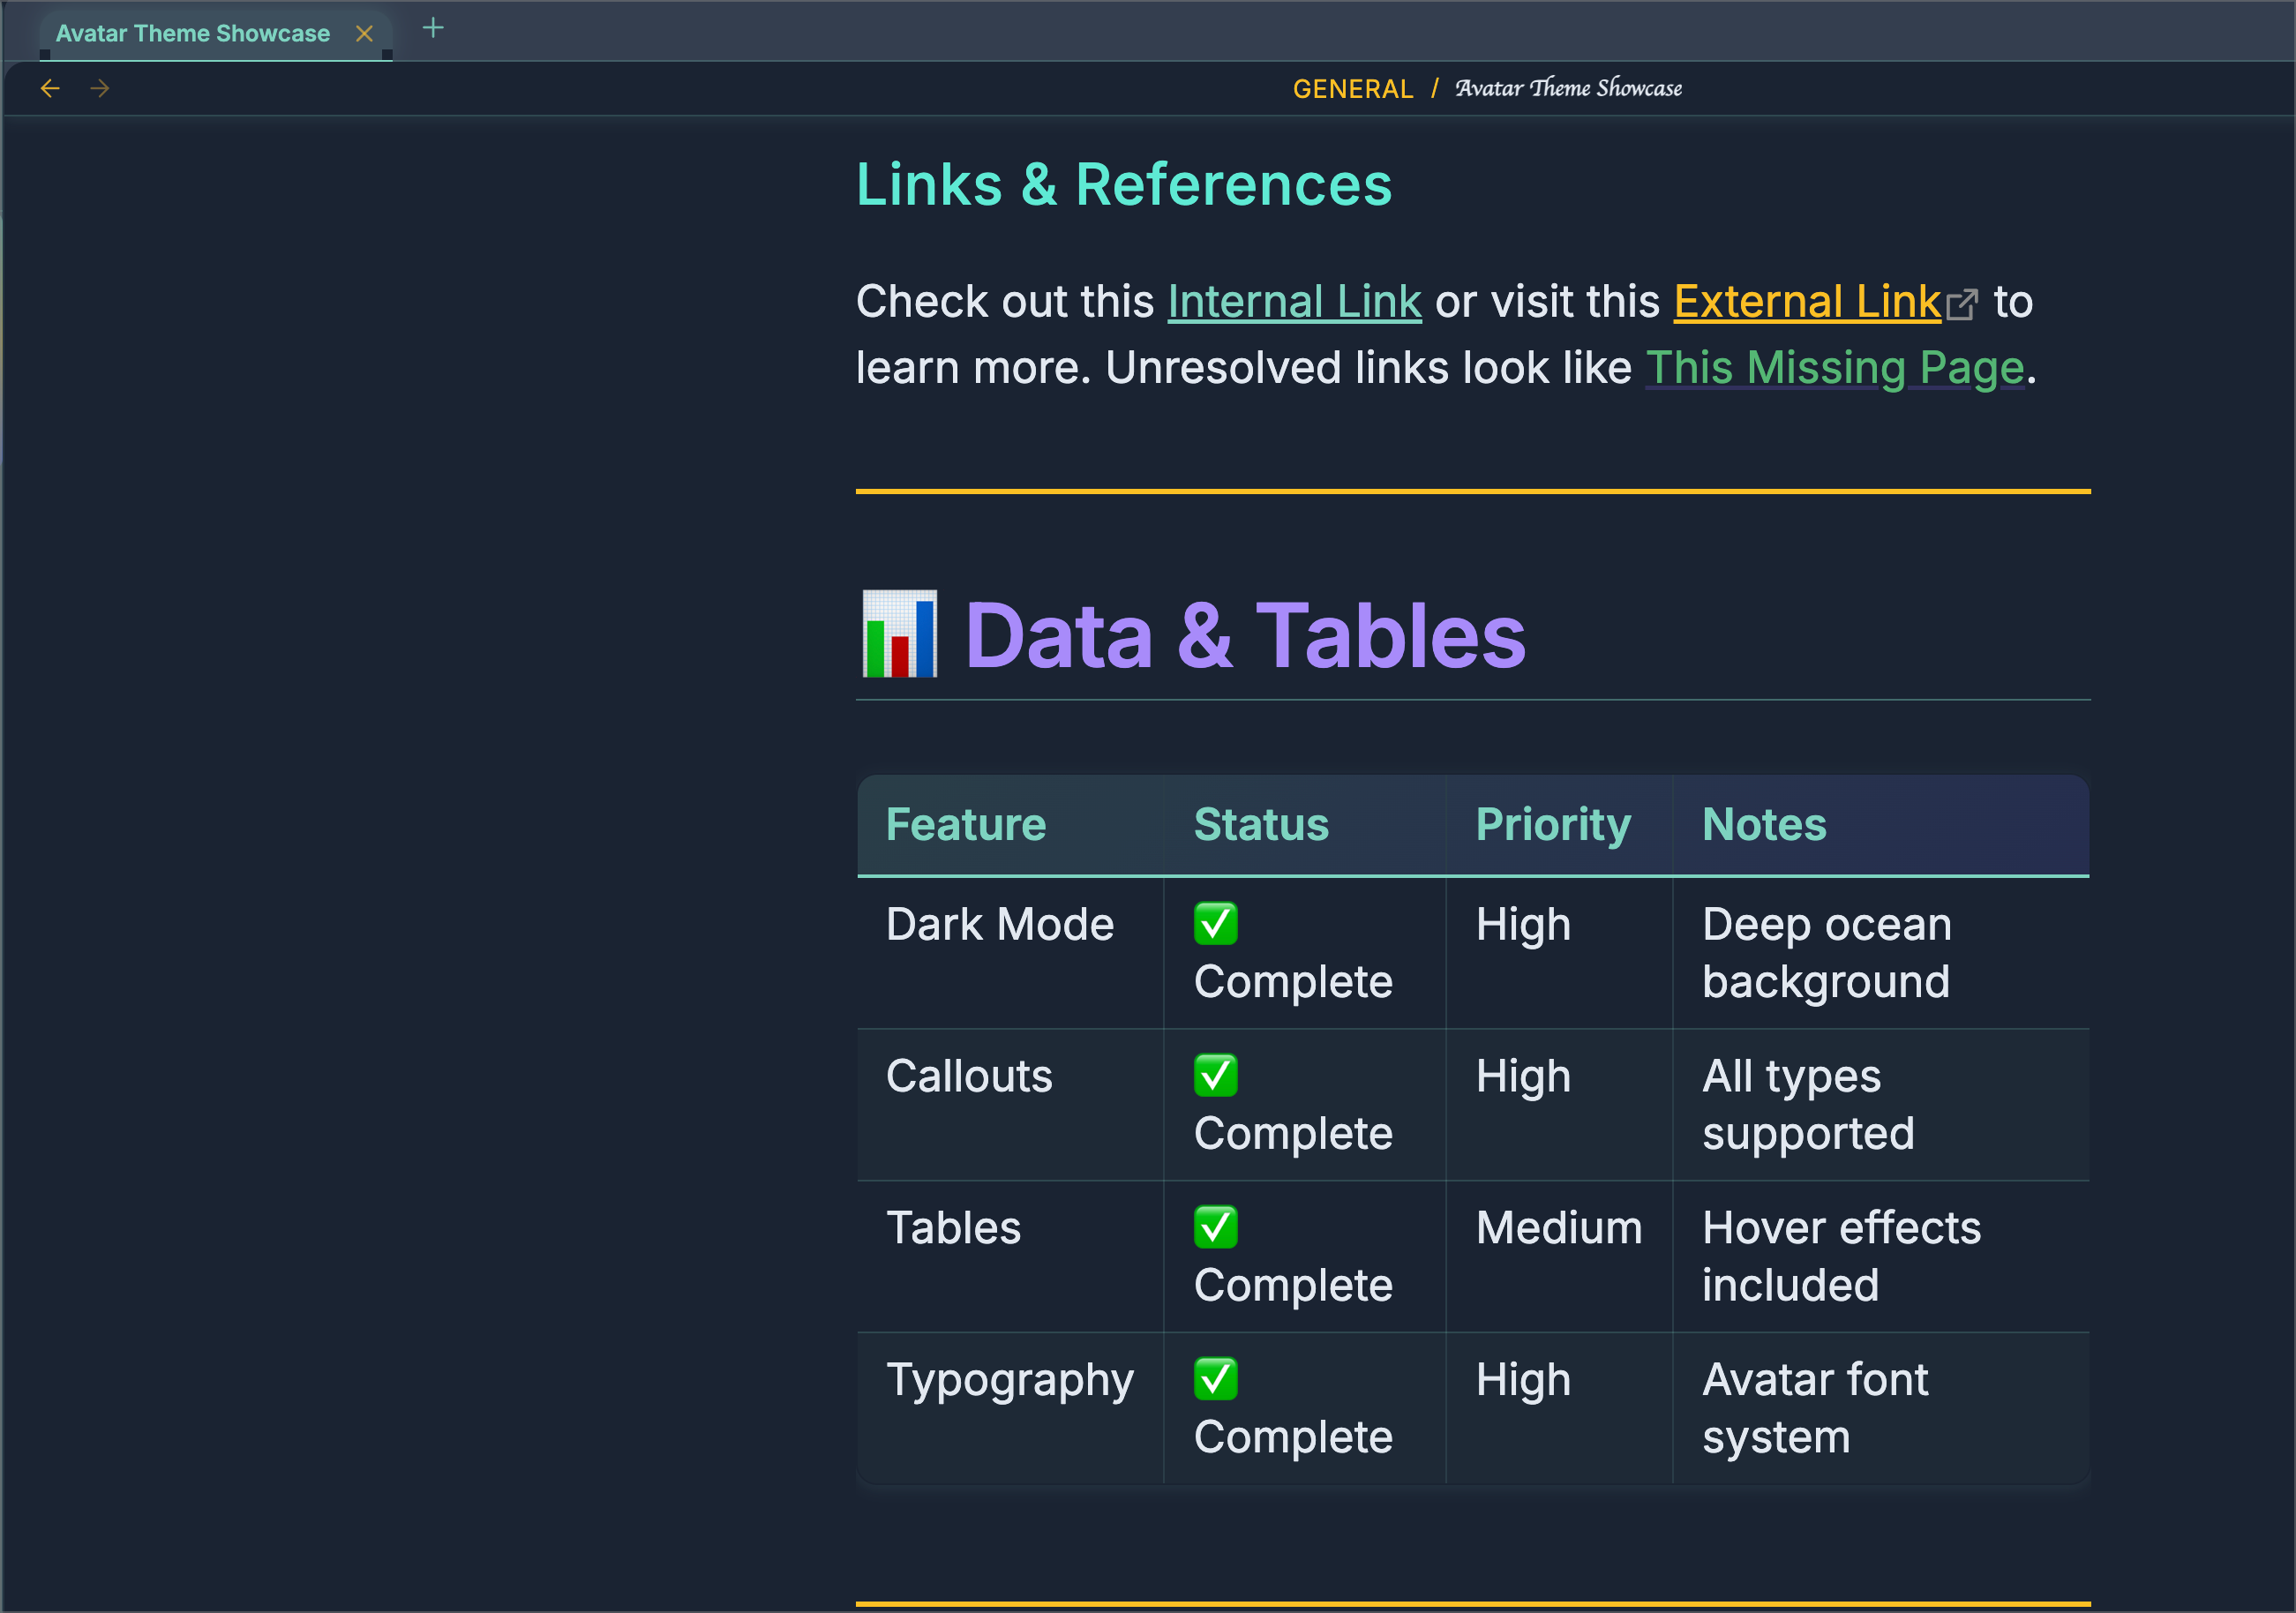 Avatar Theme Showcase
GENERAL / Avatar Theme Showcase
Links & References
Check out this Internal Link or visit this External Link to
learn more. Unresolved links look like This Missing Page.
📊 Data & Tables
Feature Status Priority Notes
Dark Mode ✅ Complete High Deep ocean background
Callouts ✅ Complete High All types supported
Tables ✅ Complete Medium Hover effects included
Typography ✅ Complete High Avatar font system